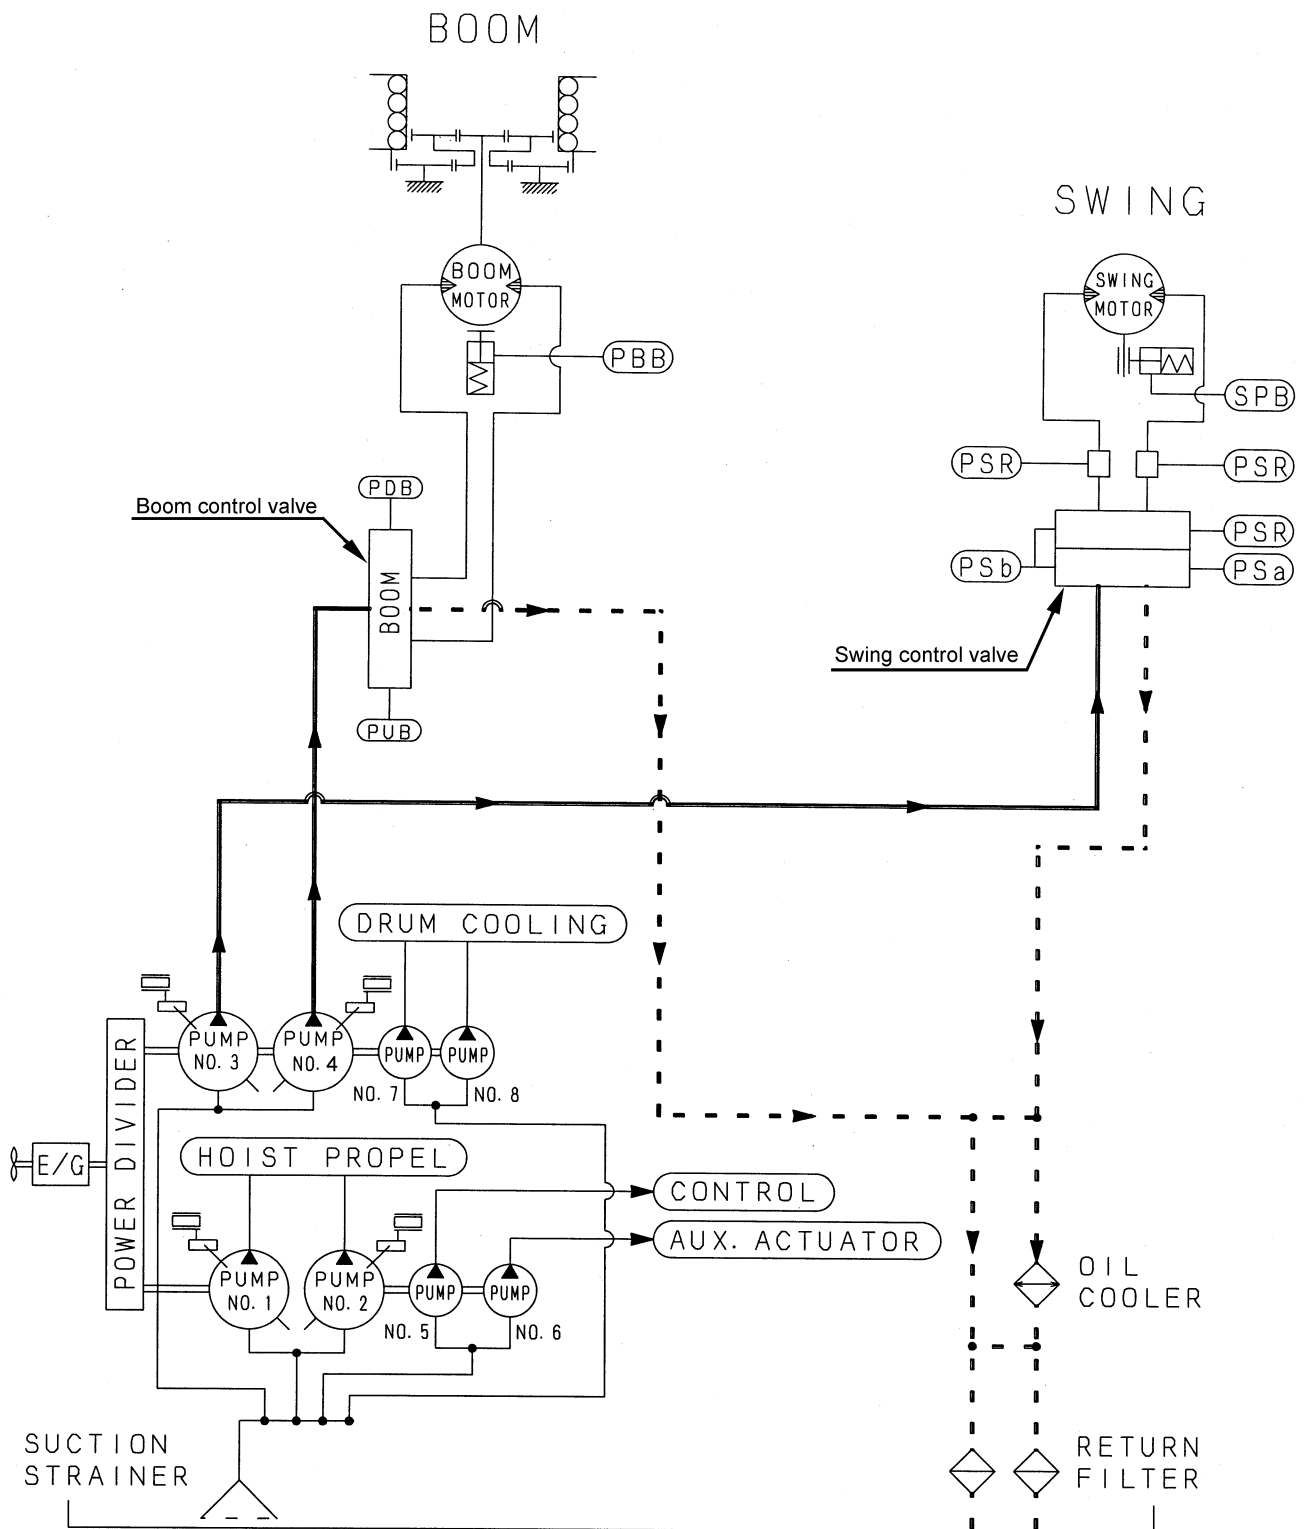 BOOM
SWING
BOOM
MOTOR
SWING
MOTOR
PBB
SPB
PSR
PSR
PDB
Boom control valve
PSR
PSb
PSa
BOOM
Swing control valve
PUB
DRUM COOLING
PUMP
NO. 3
PUMP
NO. 4
PUMP
PUMP
NO. 7
NO. 8
POWER DIVIDER
E/G
HOIST PROPEL
CONTROL
AUX. ACTUATOR
PUMP
NO. 1
PUMP
NO. 2
PUMP
PUMP
NO. 5
NO. 6
OIL
COOLER
SUCTION
STRAINER
RETURN
FILTER